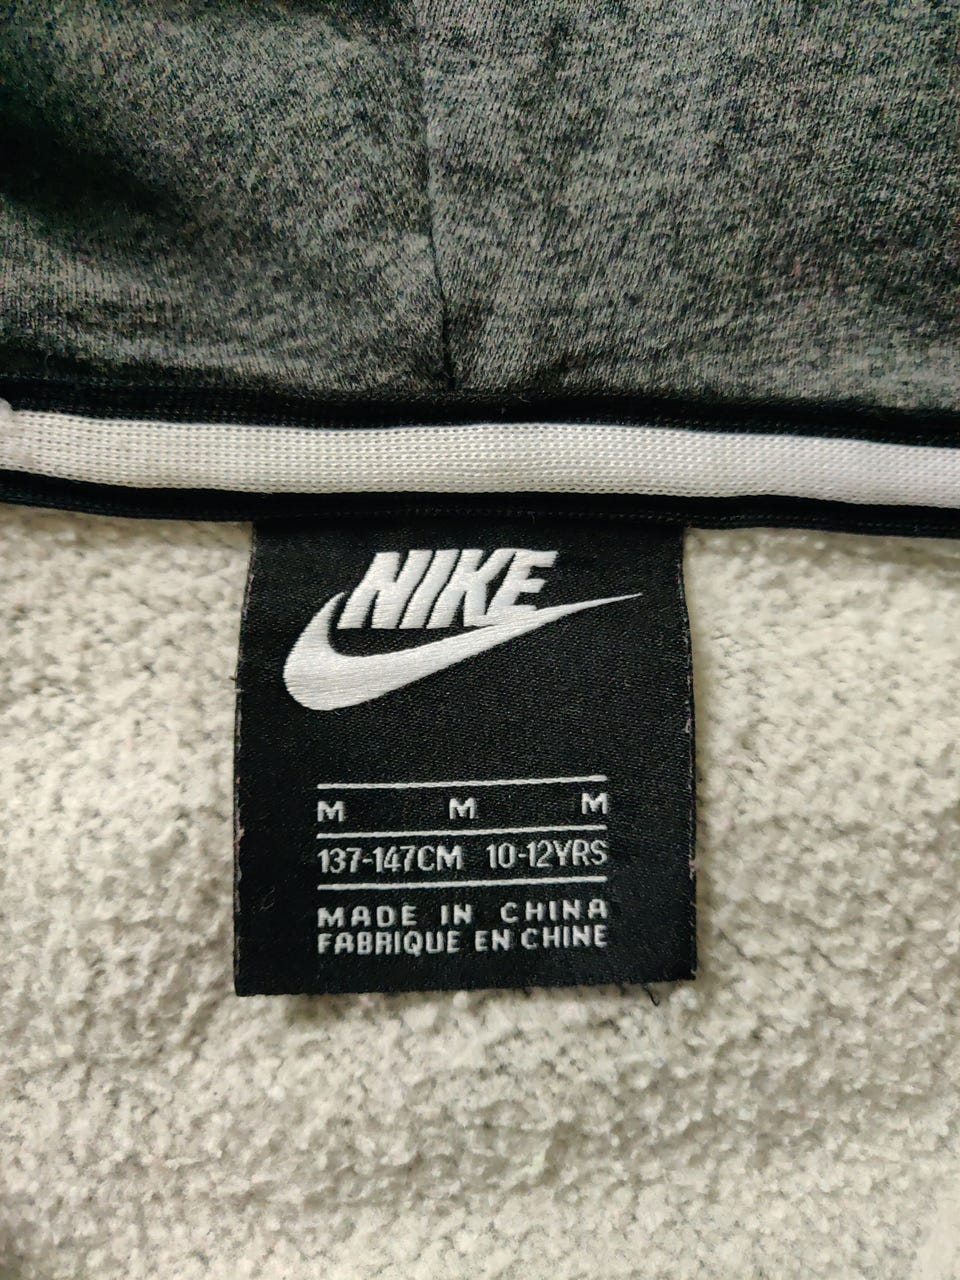 NIKE
M M M
137-147CM 10-12YRS
MADE IN CHINA
FABRIQUE EN CHINE